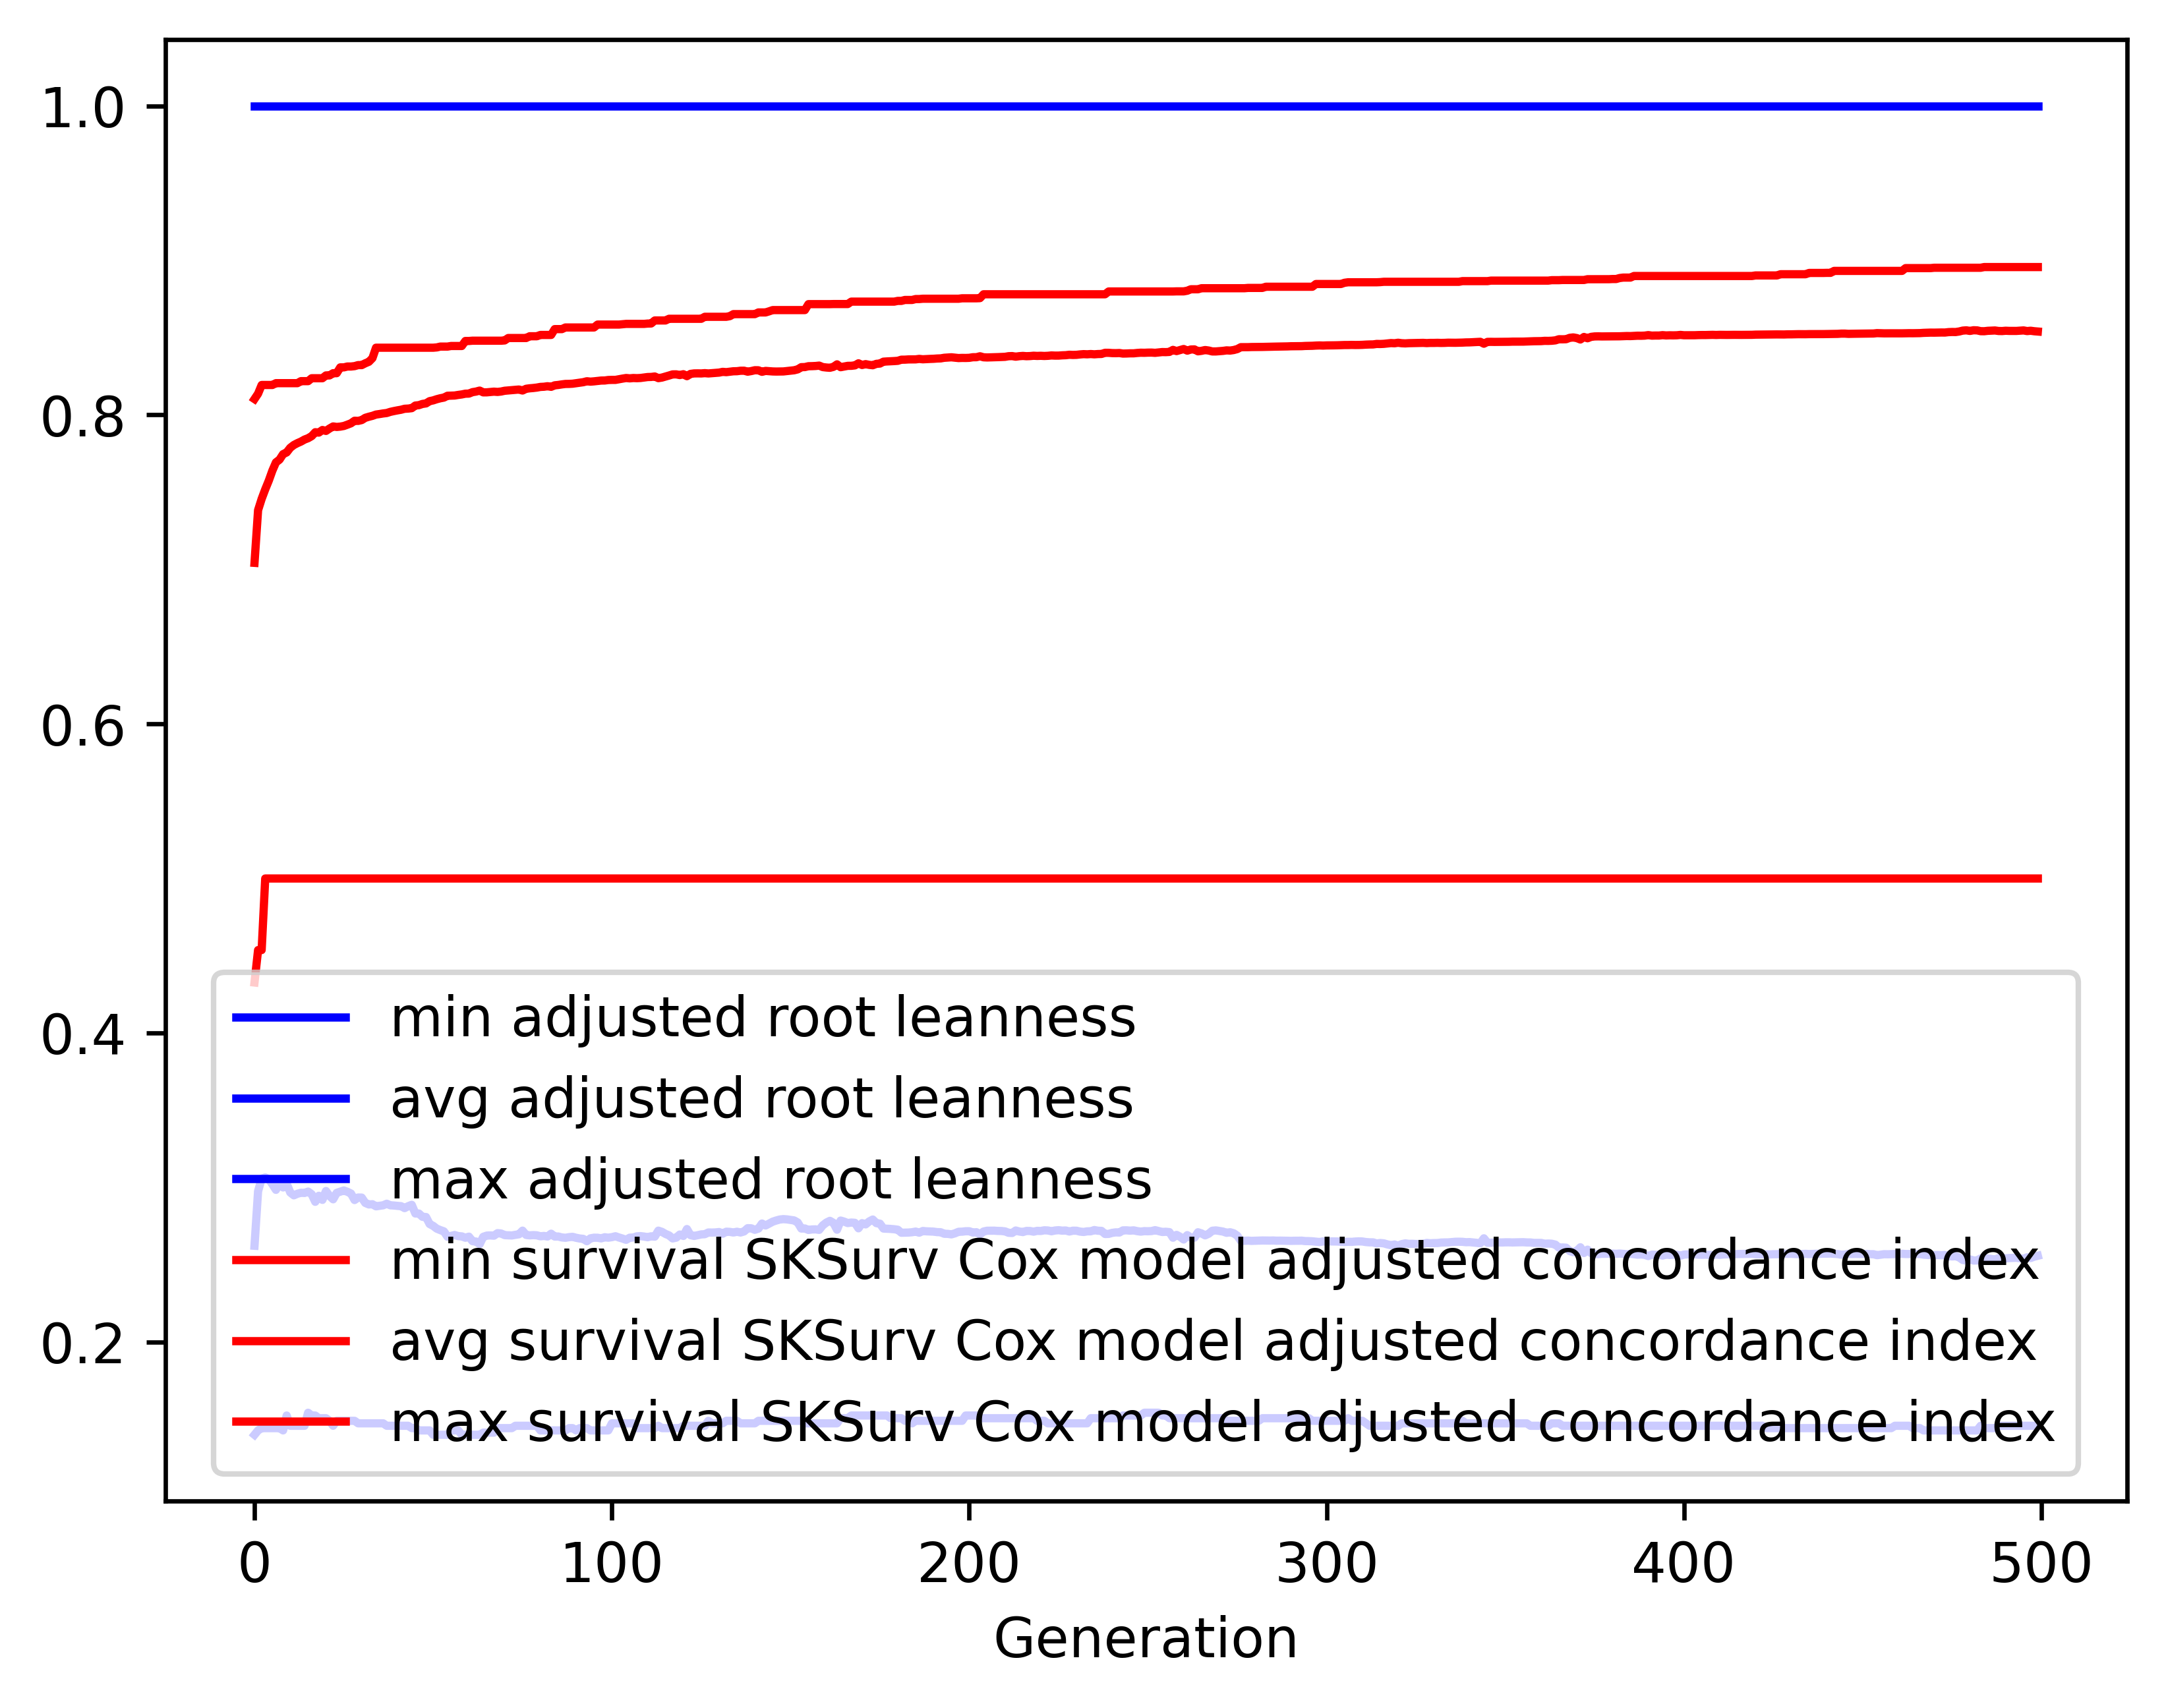 1.0
0.8
0.6
0.4
0.2
min adjusted root leanness
avg adjusted root leanness
max adjusted root leanness
min survival SKSurv Cox model adjusted concordance index
avg survival SKSurv Cox model adjusted concordance index
max survival SKSurv Cox model adjusted concordance index
0 100 200 300 400 500
Generation